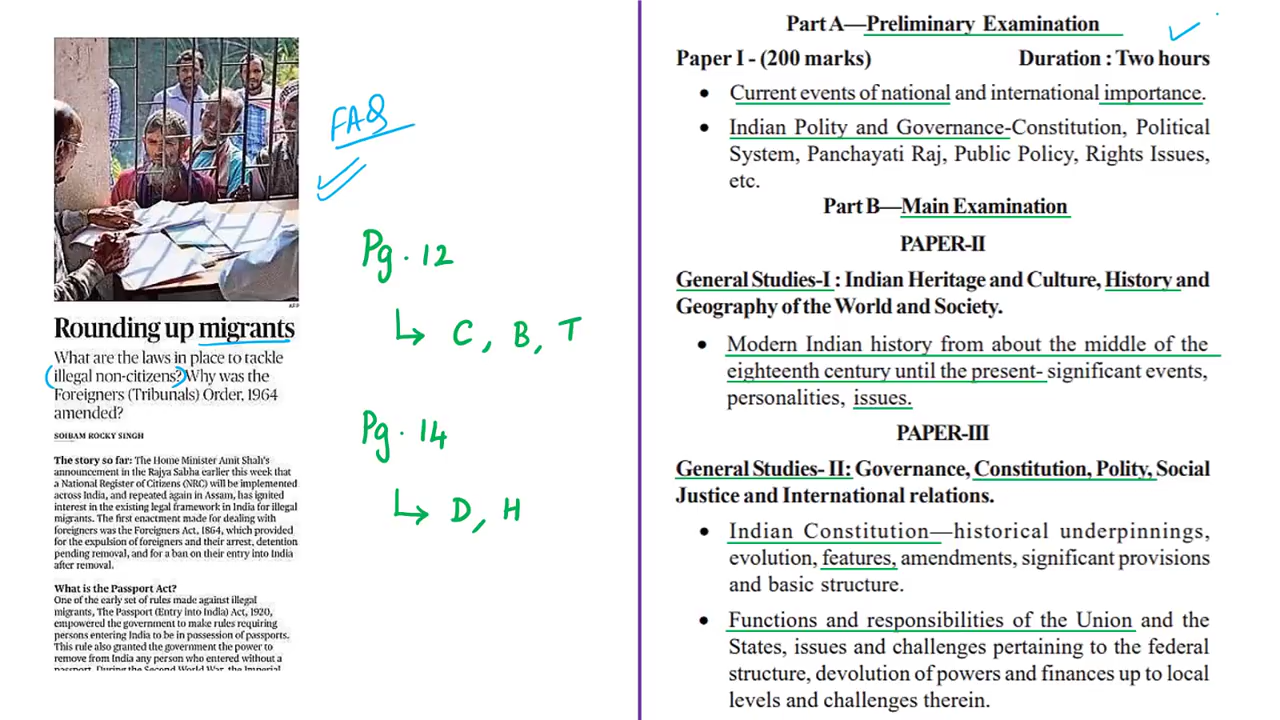 AFP
Rounding up migrants
What are the laws in place to tackle
illegal non-citizens? Why was the
Foreigners (Tribunals) Order, 1964
amended?
SOIBAM ROCKY SINGH
The story so far: The Home Minister Amit Shah's
announcement in the Rajya Sabha earlier this week that
a National Register of Citizens (NRC) will be implemented
across India, and repeated again in Assam, has ignited
interest in the existing legal framework in India for illegal
migrants. The first enactment made for dealing with
foreigners was the Foreigners Act, 1864, which provided
for the expulsion of foreigners and their arrest, detention
pending removal, and for a ban on their entry into India
after removal.
What is the Passport Act?
One of the early set of rules made against illegal
migrants, The Passport (Entry into India) Act, 1920,
empowered the government to make rules requiring
persons entering India to be in possession of passports.
This rule also granted the government the power to
remove from India any person who entered without a
passport. During the Second World War, the Imperial
FAQ
Pg. 12
↳ C, B, T
Pg. 14
↳ D, H
Part A—Preliminary Examination
Paper I - (200 marks) Duration : Two hours
• Current events of national and international importance.
• Indian Polity and Governance-Constitution, Political
System, Panchayati Raj, Public Policy, Rights Issues,
etc.
Part B—Main Examination
PAPER-II
General Studies-I : Indian Heritage and Culture, History and
Geography of the World and Society.
• Modern Indian history from about the middle of the
eighteenth century until the present- significant events,
personalities, issues.
PAPER-III
General Studies- II: Governance, Constitution, Polity, Social
Justice and International relations.
• Indian Constitution—historical underpinnings,
evolution, features, amendments, significant provisions
and basic structure.
• Functions and responsibilities of the Union and the
States, issues and challenges pertaining to the federal
structure, devolution of powers and finances up to local
levels and challenges therein.